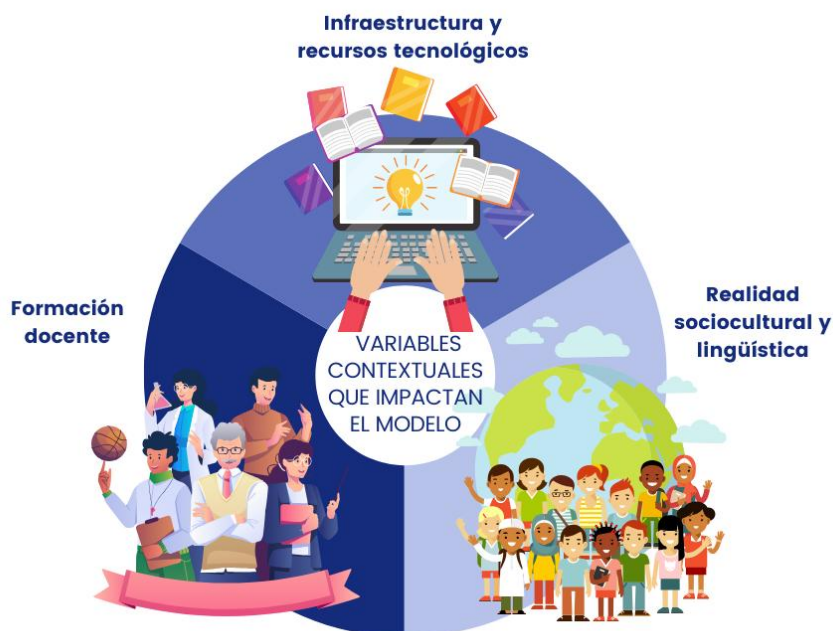 Infraestructura y
recursos tecnológicos
Formación
docente
Realidad
sociocultural y
lingüística
VARIABLES
CONTEXTUALES
QUE IMPACTAN
EL MODELO